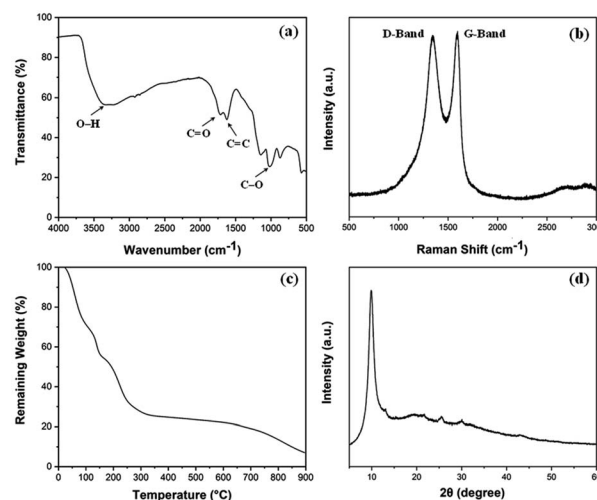 (a)
100
80
60
40
20
0
Transmittance (%)
O–H
C=O
C=C
C–O
4000 3500 3000 2500 2000 1500 1000 500
Wavenumber (cm-1)
(b)
D-Band G-Band
Intensity (a.u.)
500 1000 1500 2000 2500 3000
Raman Shift (cm-1)
(c)
100
80
60
40
20
0
Remaining Weight (%)
0 100 200 300 400 500 600 700 800 900
Temperature (°C)
(d)
Intensity (a.u.)
10 20 30 40 50 60
2θ (degree)